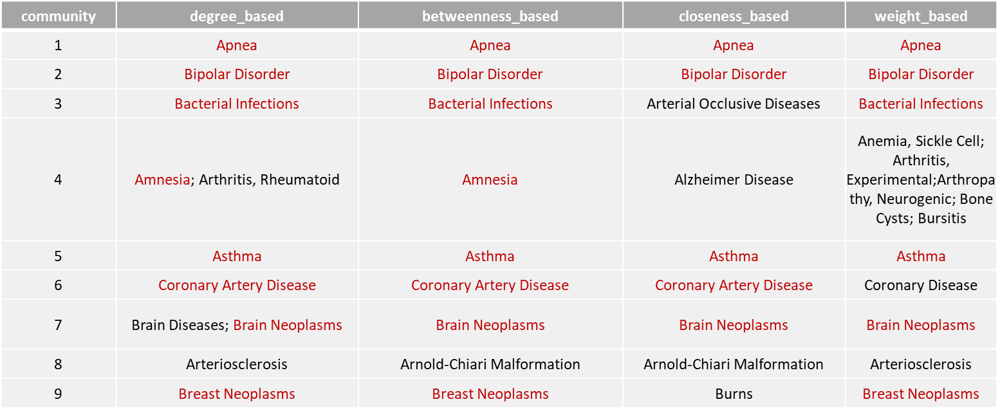 community degree_based betweenness_based closeness_based weight_based
1 Apnea Apnea Apnea Apnea
2 Bipolar Disorder Bipolar Disorder Bipolar Disorder Bipolar Disorder
3 Bacterial Infections Bacterial Infections Arterial Occlusive Diseases Bacterial Infections
4 Amnesia; Arthritis, Rheumatoid Amnesia Alzheimer Disease Anemia, Sickle Cell;
Arthritis,
Experimental;Arthropa
thy, Neurogenic; Bone
Cysts; Bursitis
5 Asthma Asthma Asthma Asthma
6 Coronary Artery Disease Coronary Artery Disease Coronary Artery Disease Coronary Disease
7 Brain Diseases; Brain Neoplasms Brain Neoplasms Brain Neoplasms Brain Neoplasms
8 Arteriosclerosis Arnold-Chiari Malformation Arnold-Chiari Malformation Arteriosclerosis
9 Breast Neoplasms Breast Neoplasms Burns Breast Neoplasms